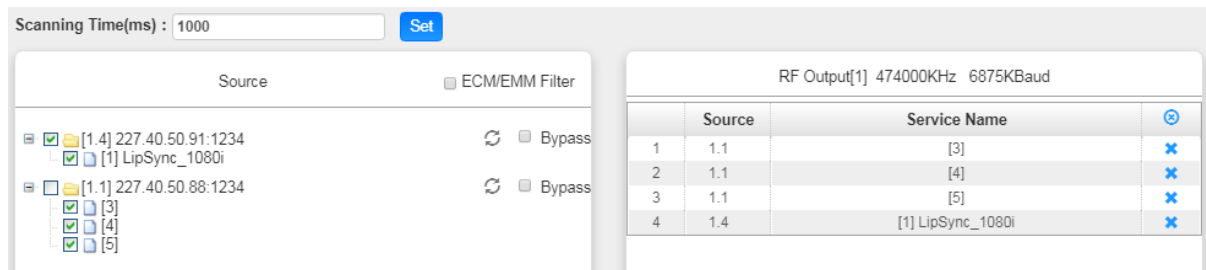 Scanning Time(ms) : 1000 Set
Source ECM/EMM Filter
[1.4] 227.40.50.91:1234 Bypass
[1] LipSync_1080i
[1.1] 227.40.50.88:1234 Bypass
[3]
[4]
[5]
RF Output[1] 474000KHz 6875KBaud
Source Service Name
1 1.1 [3]
2 1.1 [4]
3 1.1 [5]
4 1.4 [1] LipSync_1080i